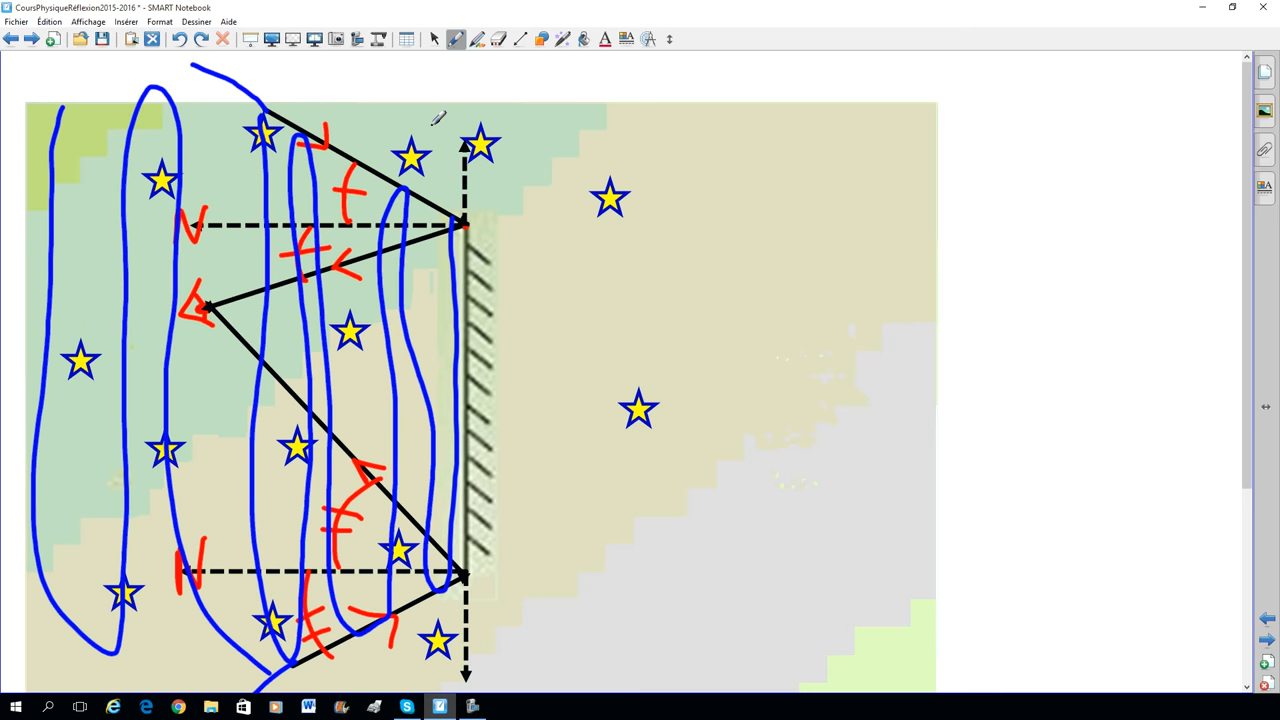 CoursPhysiqueRéflexion2015-2016 * - SMART Notebook
Fichier Édition Affichage Insérer Format Dessiner Aide
N
N